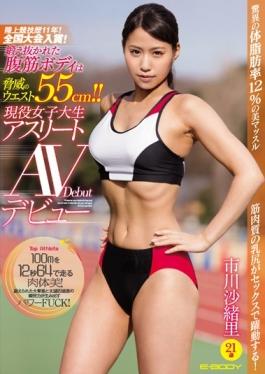 陸上競技歴11年!
全国大会入賞!
鍛え抜かれた
腹筋ボディは
脅威のウエスト55cm!!
現役女子大生
アスリート
AV Debut
デビュー
Top Athlete
100mを
12秒64で走る
肉体美!
パワーFUCK!
驚異の体脂肪率12%の美マッスル
筋肉質の乳尻がセックスで躍動する!
市川沙緒里
21歳
E-BODY